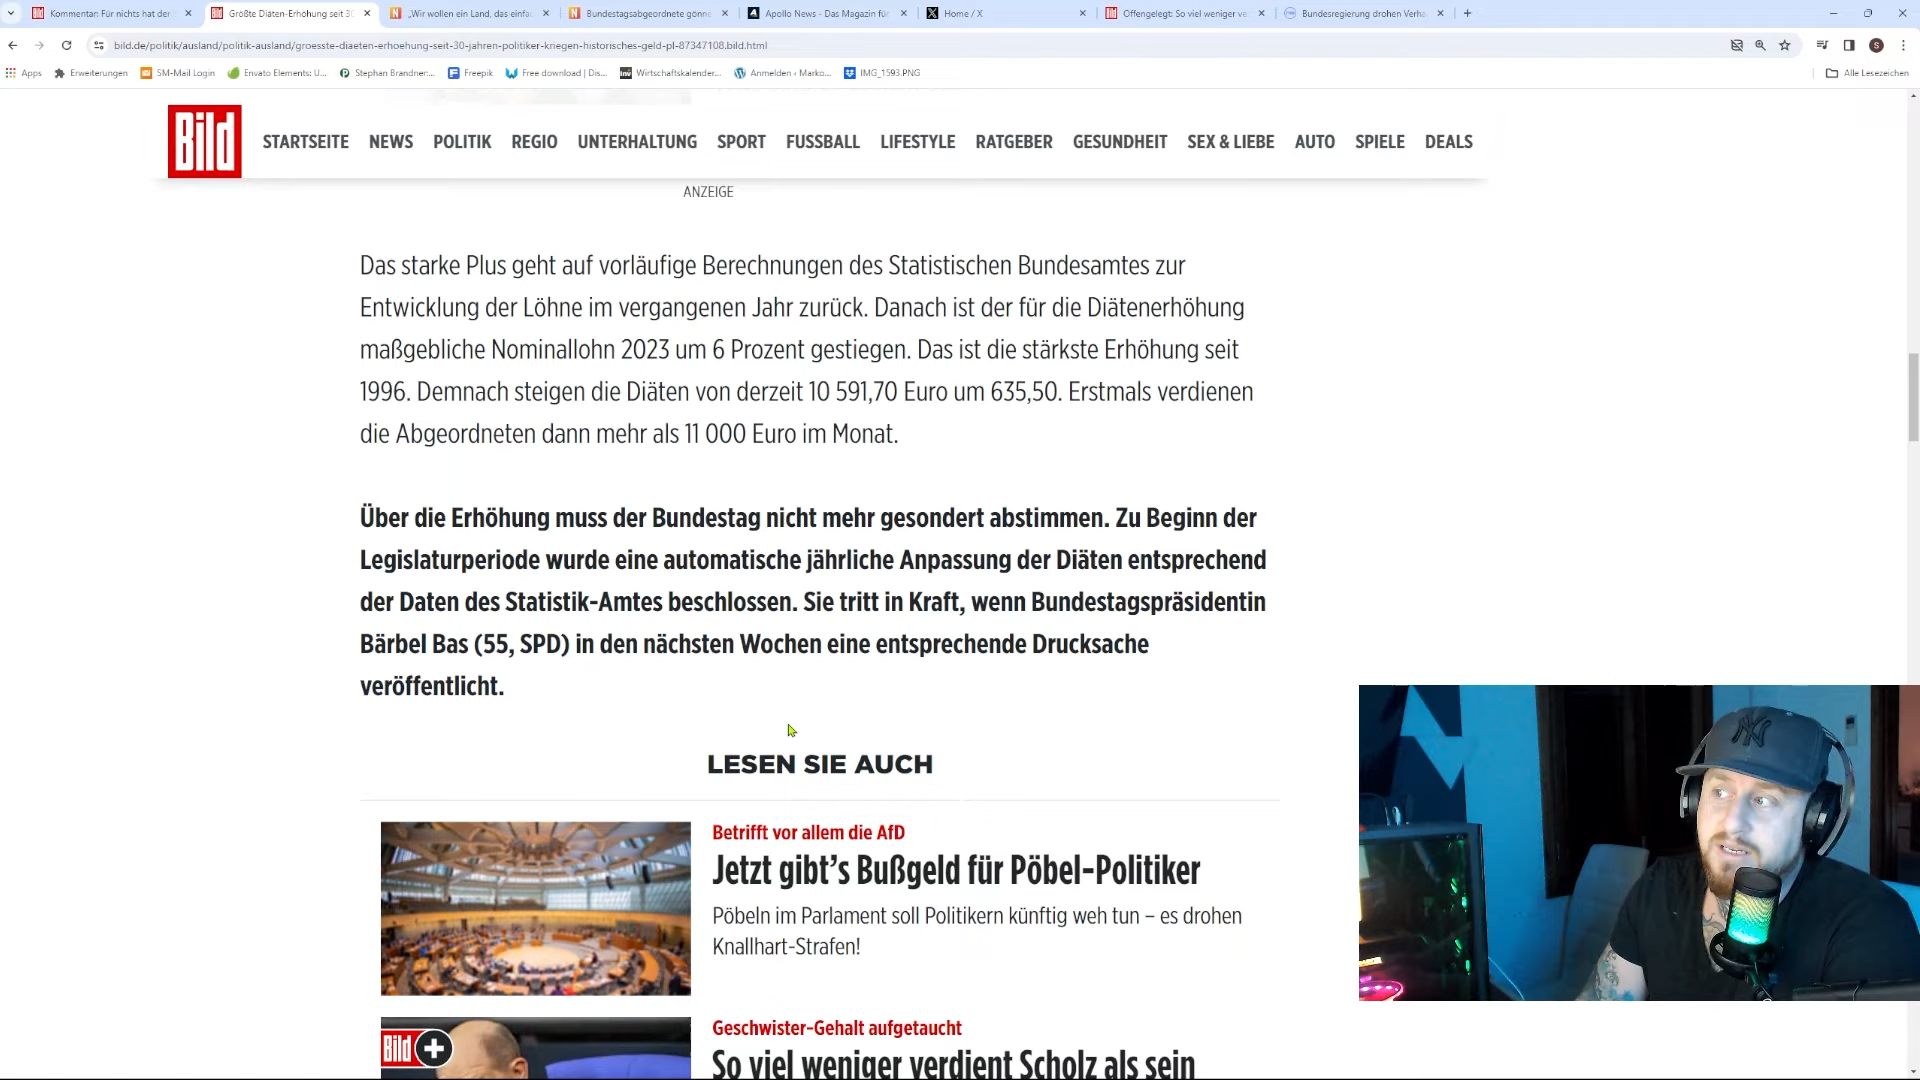 Kommentar: Für nichts hat der
Größte Diäten-Erhöhung seit 30
„Wir wollen ein Land, das einfa
Bundestagsabgeordnete gönne
Apollo News - Das Magazin für
Home / X
Offengelegt: So viel weniger ve
Bundesregierung drohen Verha
bild.de/politik/ausland/politik-ausland/groesste-diaeten-erhoehung-seit-30-jahren-politiker-kriegen-historisches-geld-pl-87347108.bild.html
Apps
Erweiterungen
SM-Mail Login
Envato Elements: U...
Stephan Brandner:...
Freepik
Free download | Dis...
Wirtschaftskalender...
Anmelden ‹ Marko...
IMG_1593.PNG
Alle Lesezeichen
Bild
STARTSEITE NEWS POLITIK REGIO UNTERHALTUNG SPORT FUSSBALL LIFESTYLE RATGEBER GESUNDHEIT SEX & LIEBE AUTO SPIELE DEALS
ANZEIGE
Das starke Plus geht auf vorläufige Berechnungen des Statistischen Bundesamtes zur
Entwicklung der Löhne im vergangenen Jahr zurück. Danach ist der für die Diätenerhöhung
maßgebliche Nominallohn 2023 um 6 Prozent gestiegen. Das ist die stärkste Erhöhung seit
1996. Demnach steigen die Diäten von derzeit 10 591,70 Euro um 635,50. Erstmals verdienen
die Abgeordneten dann mehr als 11 000 Euro im Monat.
Über die Erhöhung muss der Bundestag nicht mehr gesondert abstimmen. Zu Beginn der
Legislaturperiode wurde eine automatische jährliche Anpassung der Diäten entsprechend
der Daten des Statistik-Amtes beschlossen. Sie tritt in Kraft, wenn Bundestagspräsidentin
Bärbel Bas (55, SPD) in den nächsten Wochen eine entsprechende Drucksache
veröffentlicht.
LESEN SIE AUCH
Betrifft vor allem die AfD
Jetzt gibt's Bußgeld für Pöbel-Politiker
Pöbeln im Parlament soll Politikern künftig weh tun – es drohen
Knallhart-Strafen!
Bild
Geschwister-Gehalt aufgetaucht
So viel weniger verdient Scholz als sein